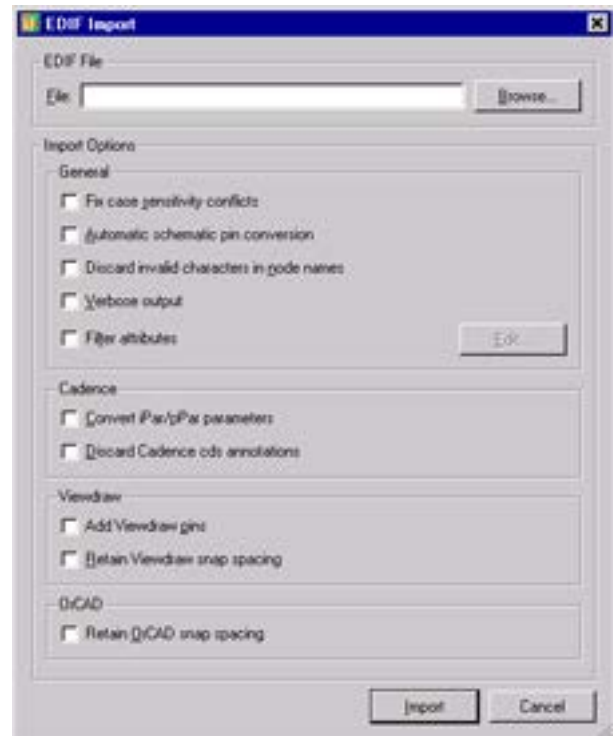 EDIF Import
EDIF File
File:
Browse...
Import Options
General
Fix case sensitivity conflicts
Automatic schematic pin conversion
Discard invalid characters in node names
Verbose output
Filter attributes
Edit...
Cadence
Convert iPar/pPar parameters
Discard Cadence cds annotations
Viewdraw
Add Viewdraw pins
Retain Viewdraw snap spacing
OrCAD
Retain OrCAD snap spacing
Import
Cancel